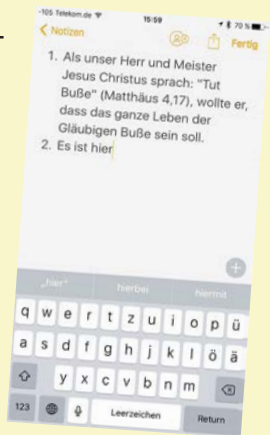 -105 Telekom.de 15:59 70 %
Notizen Fertig
1. Als unser Herr und Meister
Jesus Christus sprach: "Tut
Buße" (Matthäus 4,17), wollte er,
dass das ganze Leben der
Gläubigen Buße sein soll.
2. Es ist hier
„hier“ hierbei hiermit
q w e r t z u i o p ü
a s d f g h j k l ö ä
y x c v b n m
123 Leerzeichen Return